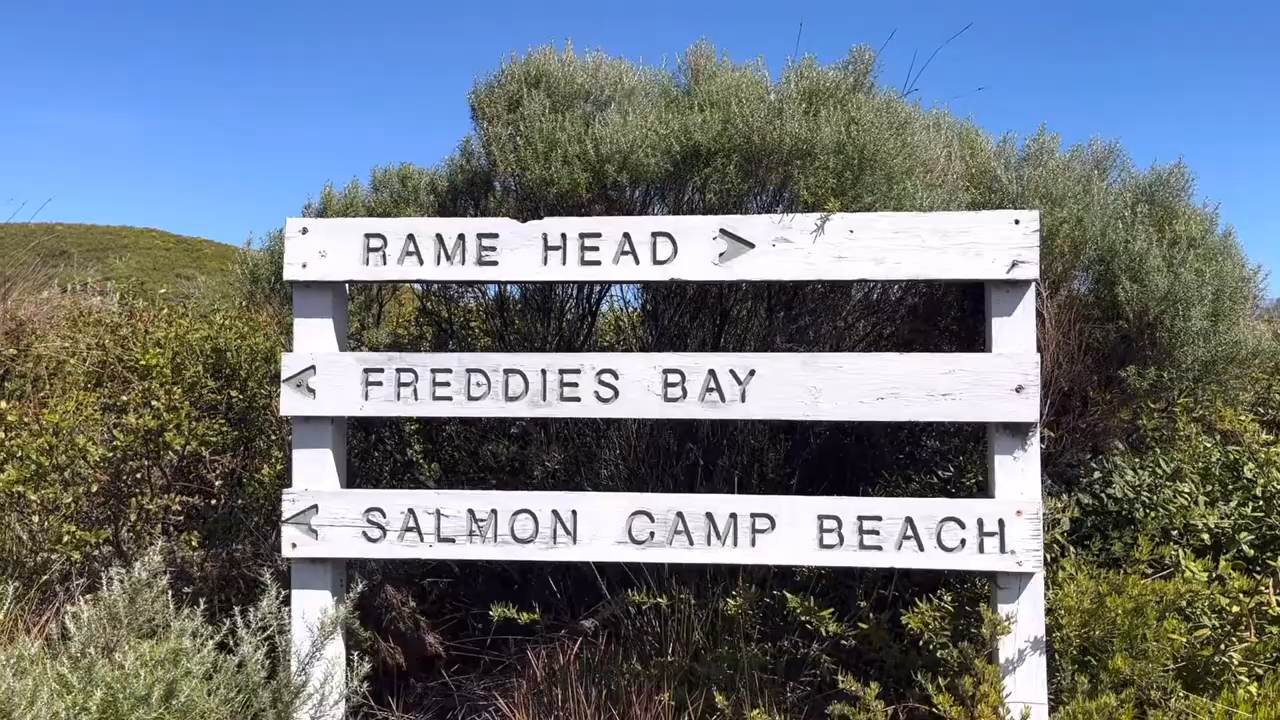 RAME HEAD >
< FREDDIES BAY
< SALMON CAMP BEACH